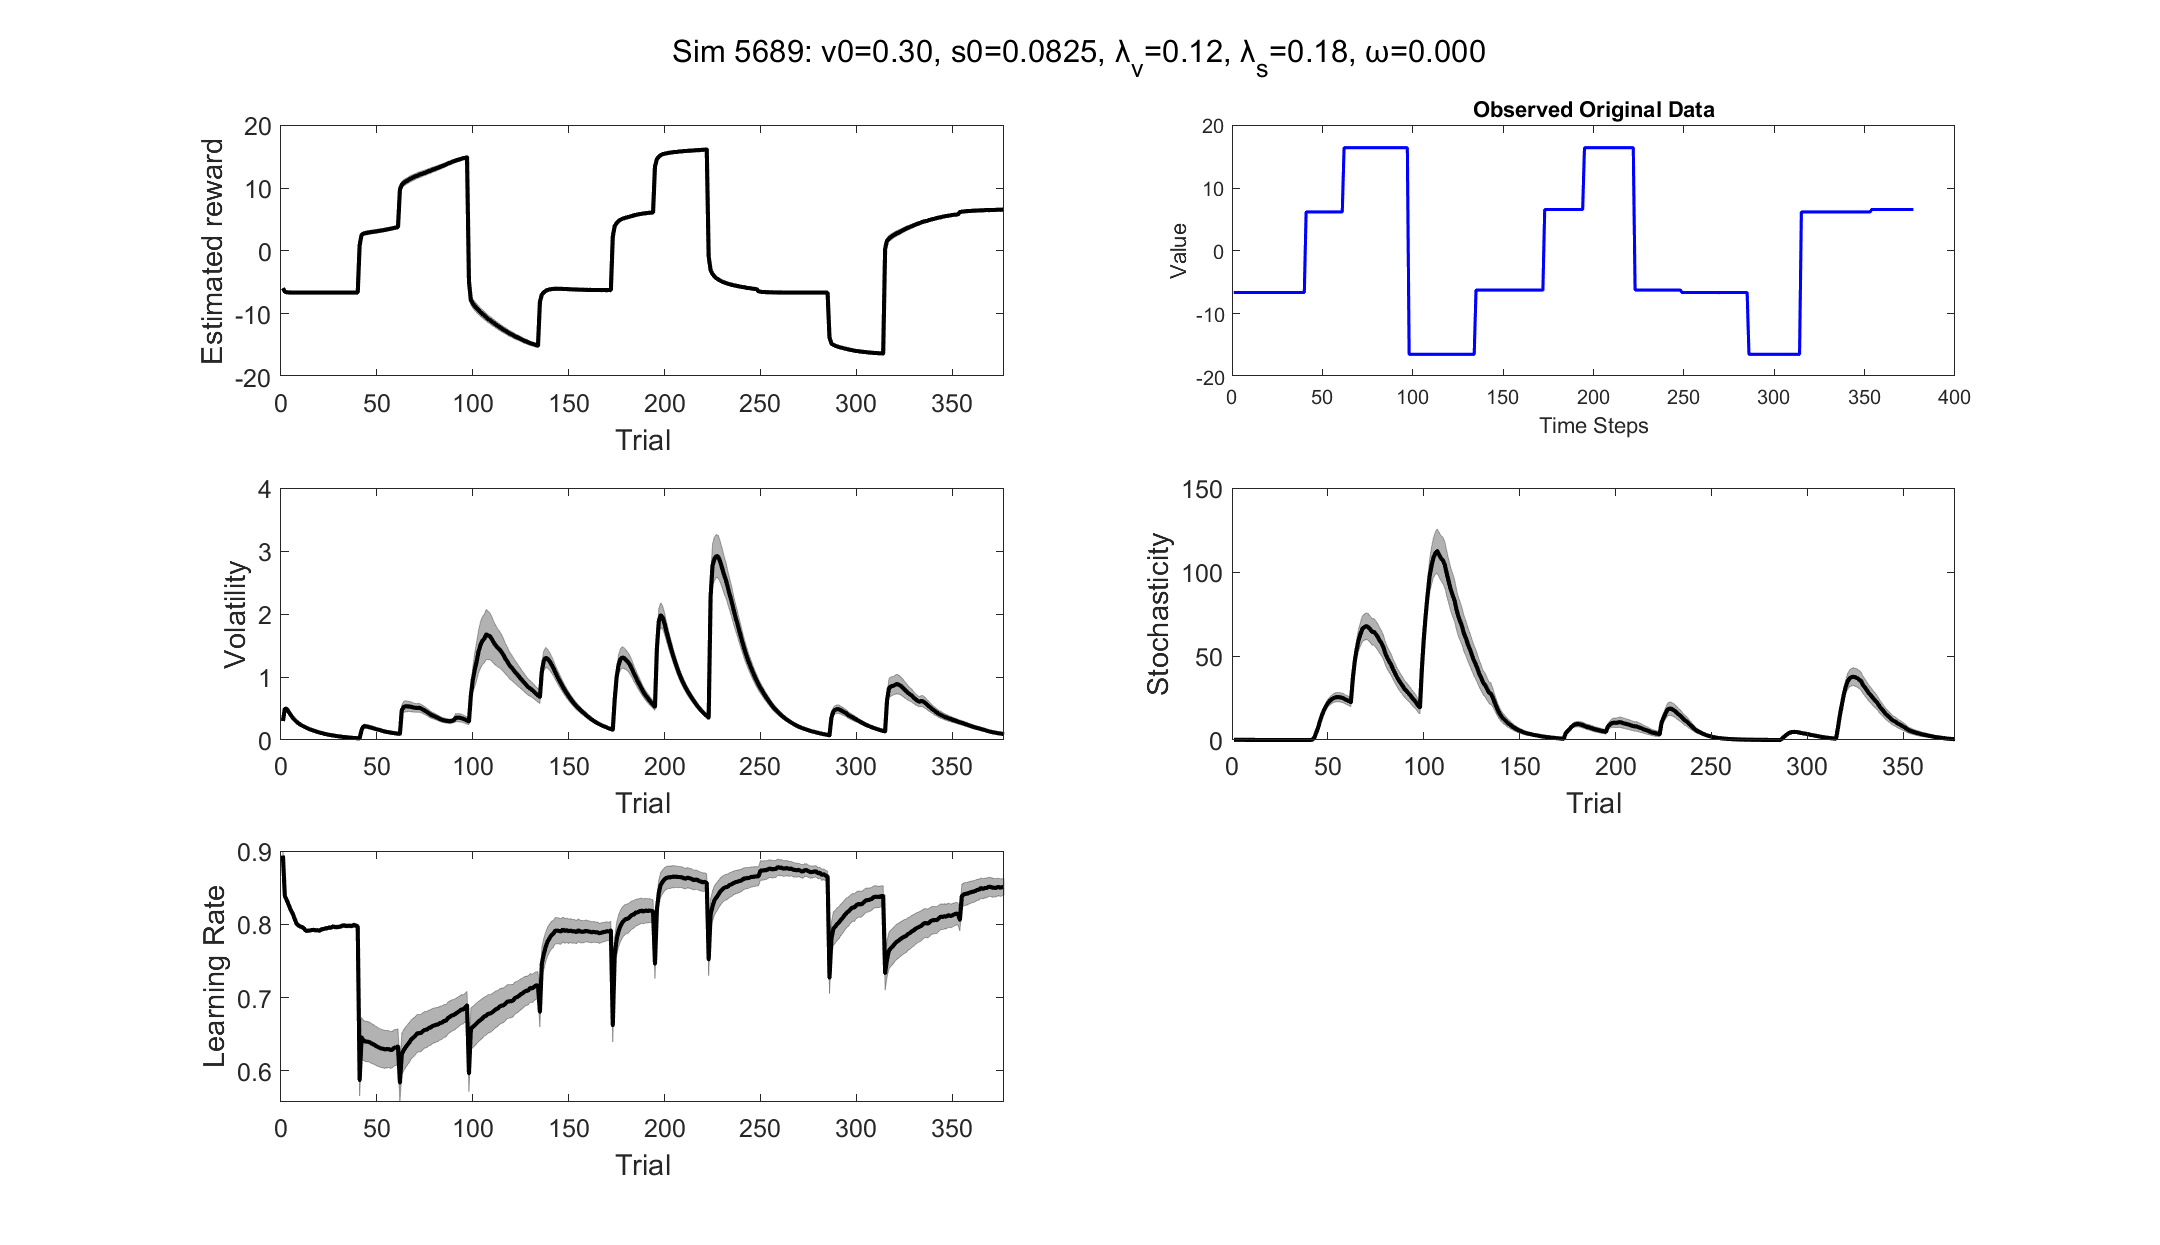 Sim 5689: v0=0.30, s0=0.0825, λ_v=0.12, λ_s=0.18, ω=0.000
Estimated reward
20
10
0
-10
-20
0 50 100 150 200 250 300 350
Trial
Observed Original Data
Value
20
10
0
-10
-20
0 50 100 150 200 250 300 350 400
Time Steps
Volatility
4
3
2
1
0
0 50 100 150 200 250 300 350
Trial
Stochasticity
150
100
50
0
0 50 100 150 200 250 300 350
Trial
Learning Rate
0.9
0.8
0.7
0.6
0 50 100 150 200 250 300 350
Trial